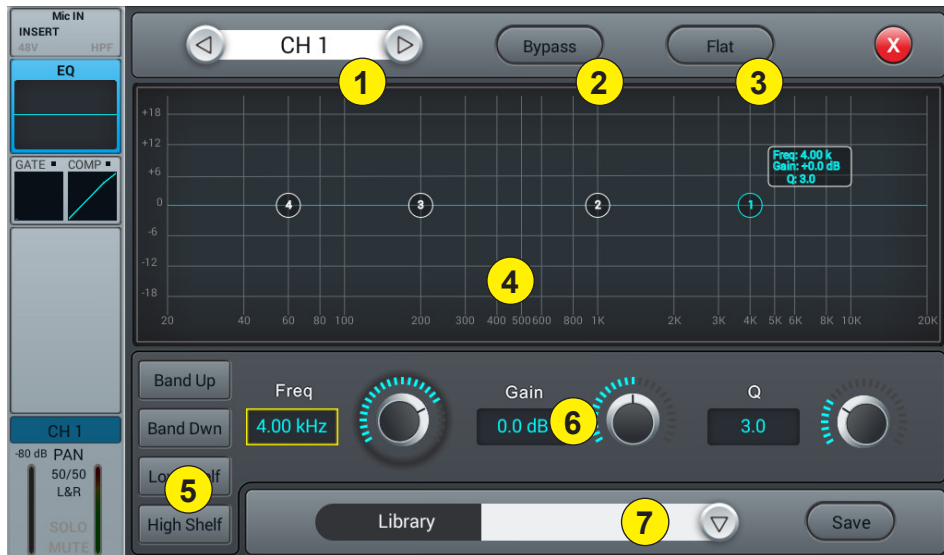 Mic IN
INSERT
48V HPF
EQ
GATE COMP
CH 1
-80 dB PAN
50/50
L&R
SOLO
MUTE
CH 1
1
Bypass
2
Flat
3
X
+18
+12
+6
0
-6
-12
-18
4
3
2
1
Freq: 4.00 k
Gain: +0.0 dB
Q: 3.0
4
20 40 60 80 100 200 300 400 500 600 800 1K 2K 3K 4K 5K 6K 8K 10K 20K
Band Up
Band Dwn
High Shelf
5
Freq
4.00 kHz
Gain
0.0 dB
6
Q
3.0
Library
7
Save